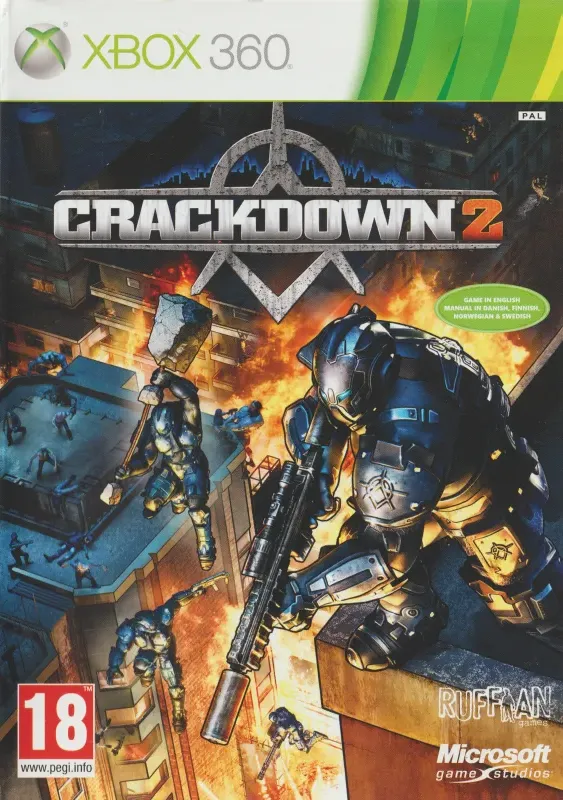 XBOX 360
PAL
CRACKDOWN 2
GAME IN ENGLISH
MANUAL IN DANISH, FINNISH,
NORWEGIAN & SWEDISH
18
www.pegi.info
RUFFIAN
games
Microsoft
game studios